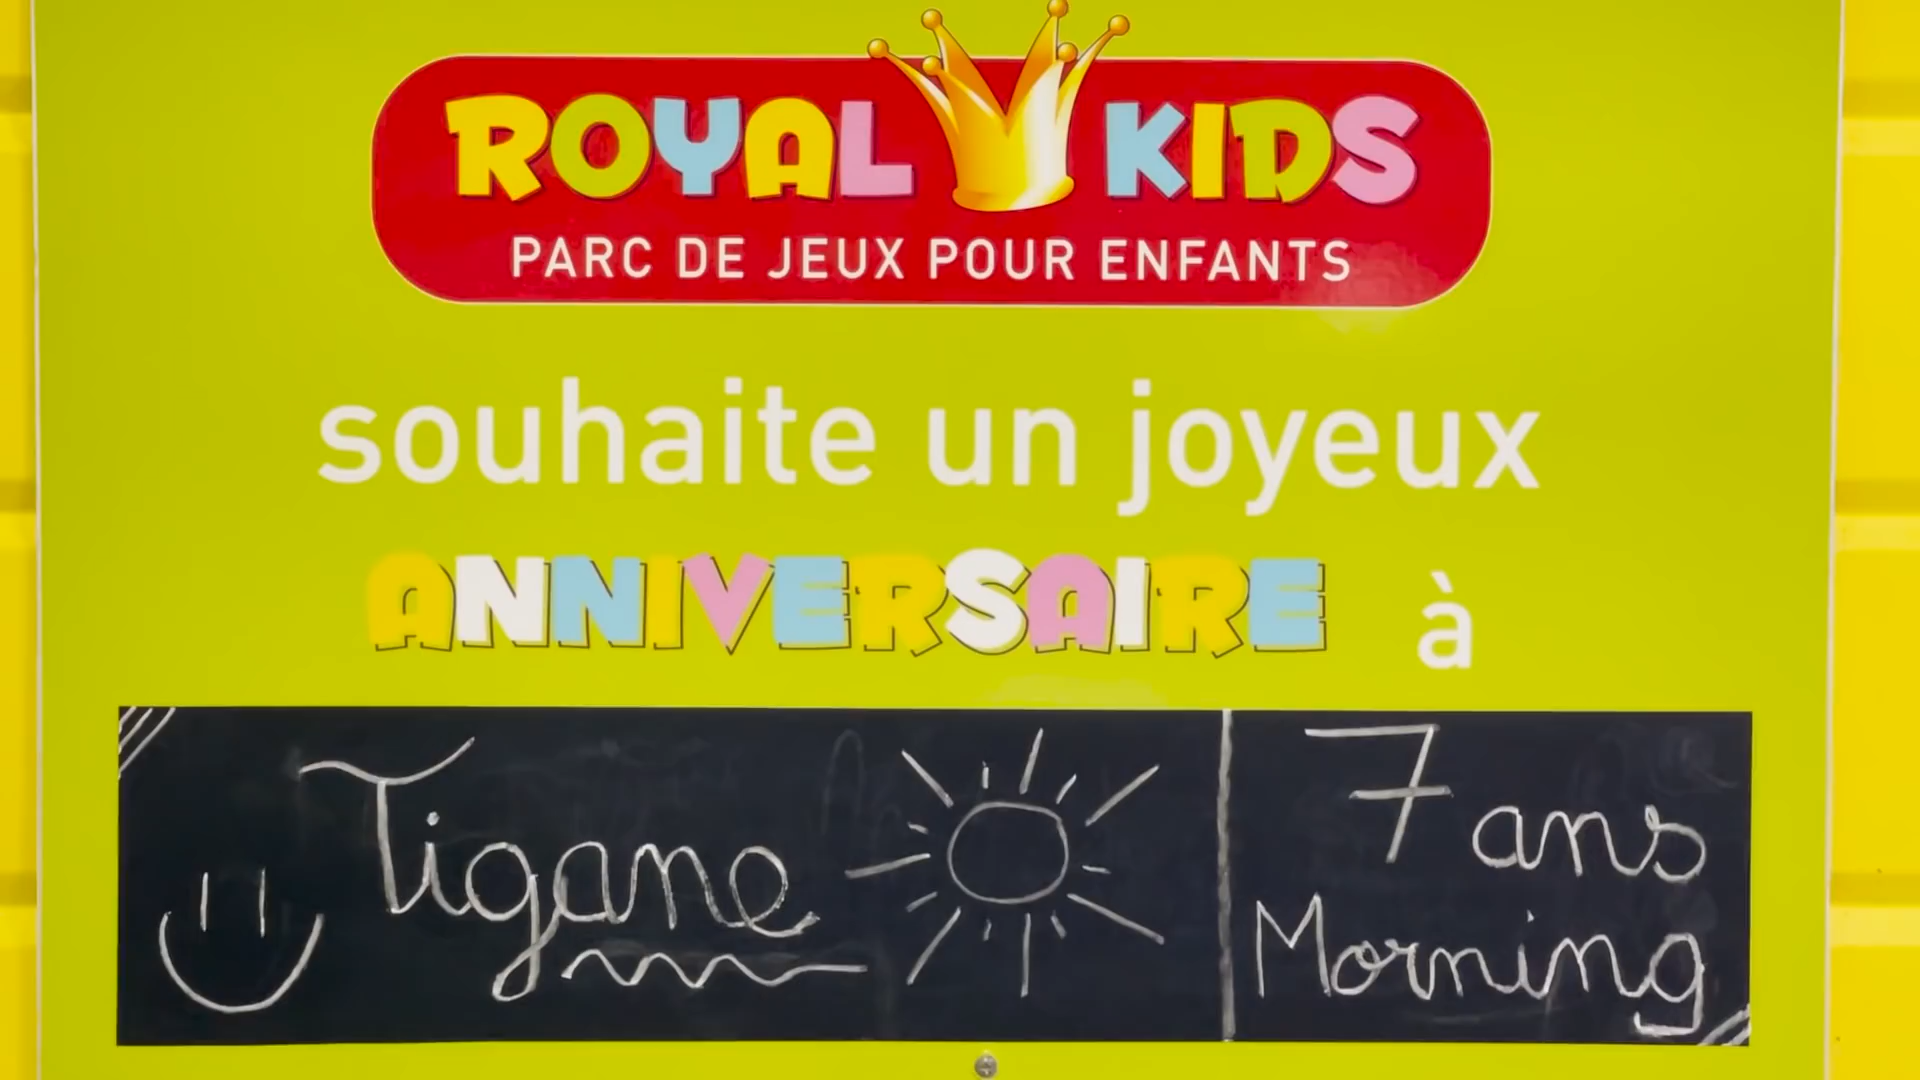 ROYAL KIDS
PARC DE JEUX POUR ENFANTS
souhaite un joyeux
ANNIVERSAIRE à
Tigane
7 ans
Morning